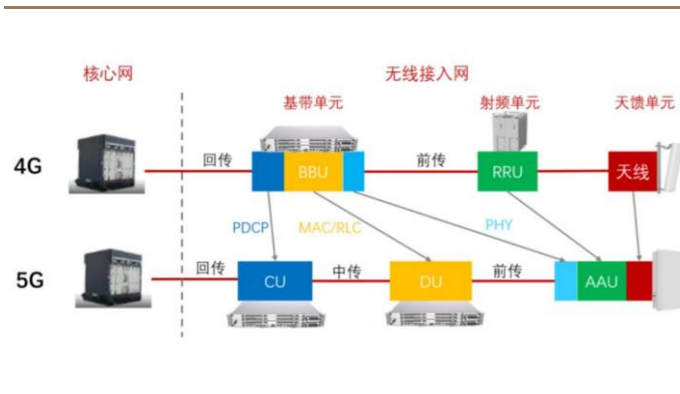 核心网
无线接入网
基带单元
射频单元
天馈单元
4G
回传
BBU
前传
RRU
天线
PDCP
MAC/RLC
PHY
5G
回传
CU
中传
DU
前传
AAU